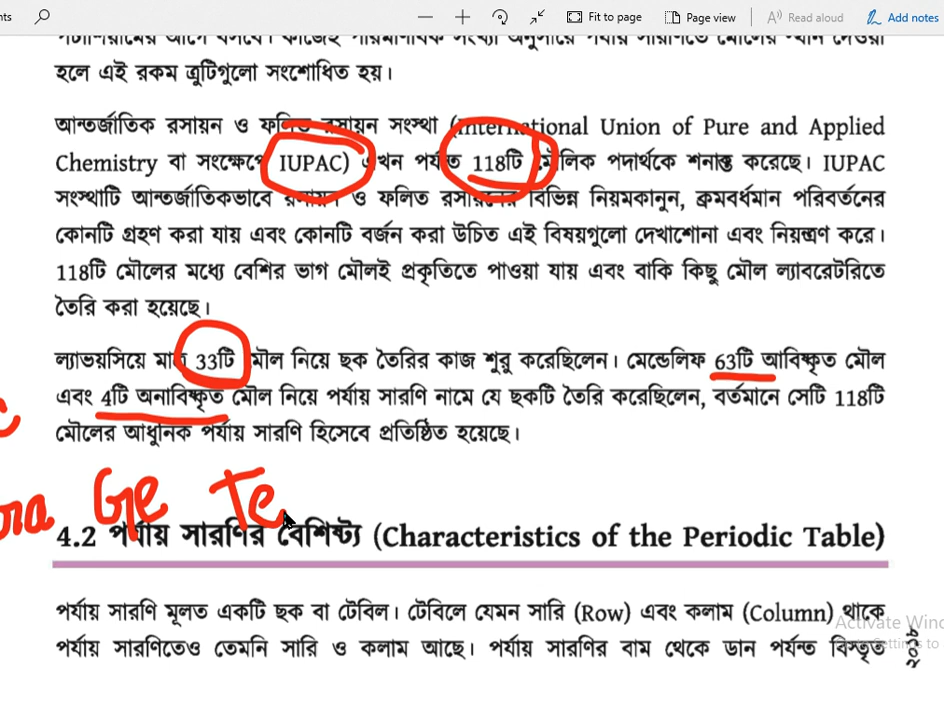 Fit to page
Page view
Read aloud
Add notes
হলে এই রকম ত্রুটিগুলো সংশোধিত হয়।
আন্তর্জাতিক রসায়ন ও ফলিত রসায়ন সংস্থা (International Union of Pure and Applied
Chemistry বা সংক্ষেপে IUPAC) এখন পর্যন্ত 118টি মৌলিক পদার্থকে শনাক্ত করেছে। IUPAC
সংস্থাটি আন্তর্জাতিকভাবে রসায়ন ও ফলিত রসায়নের বিভিন্ন নিয়মকানুন, ক্রমবর্ধমান পরিবর্তনের
কোনটি গ্রহণ করা যায় এবং কোনটি বর্জন করা উচিত এই বিষয়গুলো দেখাশোনা এবং নিয়ন্ত্রণ করে।
118টি মৌলের মধ্যে বেশির ভাগ মৌলই প্রকৃতিতে পাওয়া যায় এবং বাকি কিছু মৌল ল্যাবরেটরিতে
তৈরি করা হয়েছে।
ল্যাভয়সিয়ে মাত্র 33টি মৌল নিয়ে ছক তৈরির কাজ শুরু করেছিলেন। মেন্ডেলিফ 63টি আবিষ্কৃত মৌল
এবং 4টি অনাবিষ্কৃত মৌল নিয়ে পর্যায় সারণি নামে যে ছকটি তৈরি করেছিলেন, বর্তমানে সেটি 118টি
মৌলের আধুনিক পর্যায় সারণি হিসেবে প্রতিষ্ঠিত হয়েছে।
Ge Te
4.2 পর্যায় সারণির বৈশিষ্ট্য (Characteristics of the Periodic Table)
পর্যায় সারণি মূলত একটি ছক বা টেবিল। টেবিলে যেমন সারি (Row) এবং কলাম (Column) থাকে
পর্যায় সারণিতেও তেমনি সারি ও কলাম আছে। পর্যায় সারণির বাম থেকে ডান পর্যন্ত বিস্তৃত